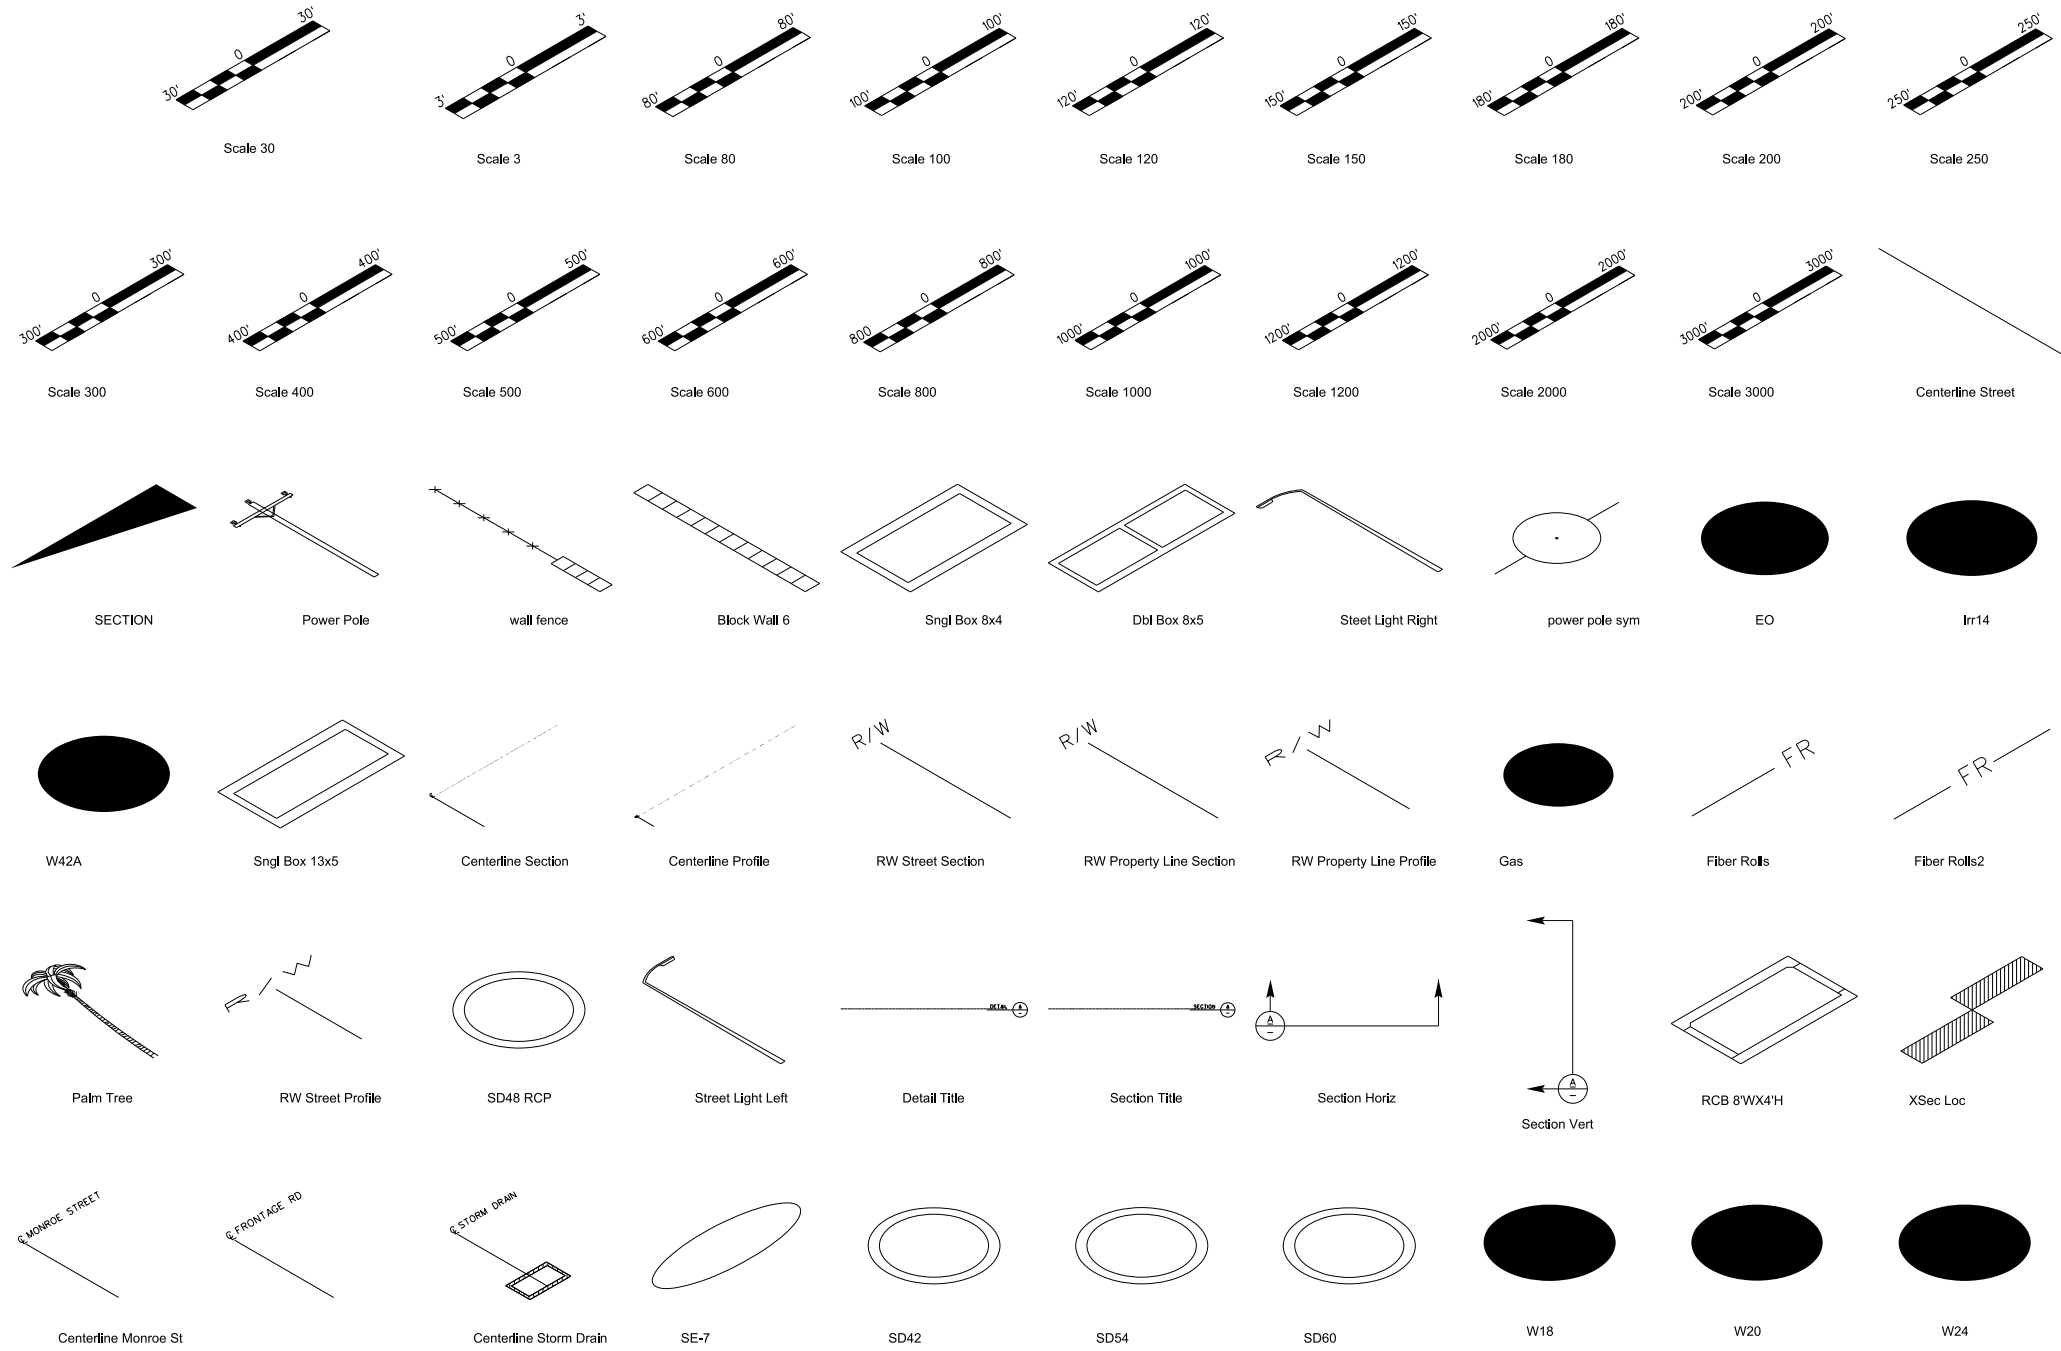 30' 0 30'
Scale 30
3' 0 3'
Scale 3
80' 0 80'
Scale 80
100' 0 100'
Scale 100
120' 0 120'
Scale 120
150' 0 150'
Scale 150
180' 0 180'
Scale 180
200' 0 200'
Scale 200
250' 0 250'
Scale 250
300' 0 300'
Scale 300
400' 0 400'
Scale 400
500' 0 500'
Scale 500
600' 0 600'
Scale 600
800 0 800'
Scale 800
1000' 0 1000'
Scale 1000
1200' 0 1200'
Scale 1200
2000' 0 2000'
Scale 2000
3000' 0 3000'
Scale 3000
Centerline Street
SECTION
Power Pole
wall fence
Block Wall 6
Sngl Box 8x4
Dbl Box 8x5
Steet Light Right
power pole sym
EO
Irr14
W42A
Sngl Box 13x5
Centerline Section
Centerline Profile
R/W
RW Street Section
R/W
RW Property Line Section
R/W
RW Property Line Profile
Gas
FR
Fiber Rolls
FR
Fiber Rolls2
Palm Tree
R/W
RW Street Profile
SD48 RCP
Street Light Left
DETAIL A
–
Detail Title
SECTION A
–
Section Title
A
–
Section Horiz
A
–
Section Vert
RCB 8'WX4'H
XSec Loc
℄ MONROE STREET
Centerline Monroe St
℄ FRONTAGE RD
℄ STORM DRAIN
Centerline Storm Drain
SE-7
SD42
SD54
SD60
W18
W20
W24